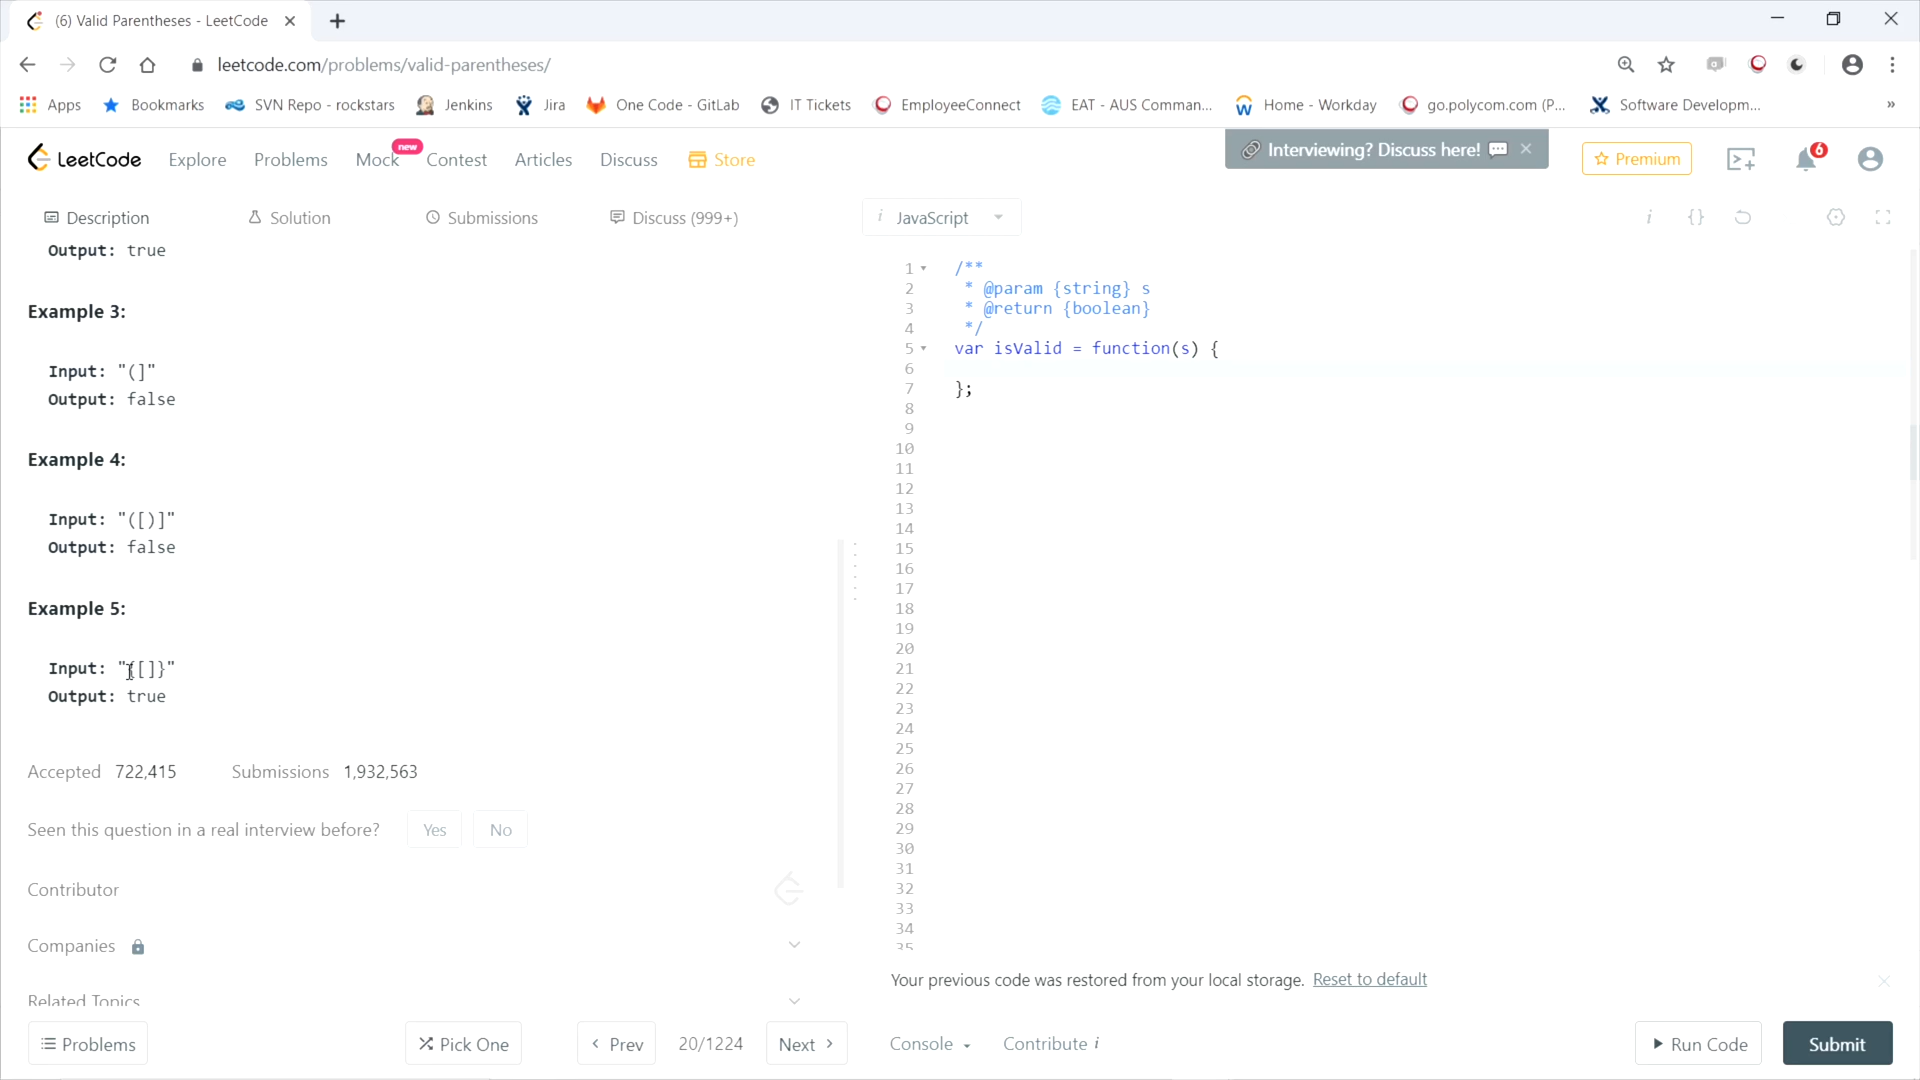 (6) Valid Parentheses - LeetCode
leetcode.com/problems/valid-parentheses/
Apps Bookmarks SVN Repo - rockstars Jenkins Jira One Code - GitLab IT Tickets EmployeeConnect EAT - AUS Comman... Home - Workday go.polycom.com (P... Software Developm... »
LeetCode Explore Problems Mock new Contest Articles Discuss Store Interviewing? Discuss here! Premium 6
Description Solution Submissions Discuss (999+)
Output: true
Example 3:
Input: "(]"
Output: false
Example 4:
Input: "([)]"
Output: false
Example 5:
Input: "{[]}"
Output: true
Accepted 722,415 Submissions 1,932,563
Seen this question in a real interview before? Yes No
Contributor
Companies
Related Topics
Problems Pick One Prev 20/1224 Next
i JavaScript i {}
1 /**
2 * @param {string} s
3 * @return {boolean}
4 */
5 var isValid = function(s) {
6
7 };
8
9
10
11
12
13
14
15
16
17
18
19
20
21
22
23
24
25
26
27
28
29
30
31
32
33
34
35
Your previous code was restored from your local storage. Reset to default
Console Contribute i Run Code Submit